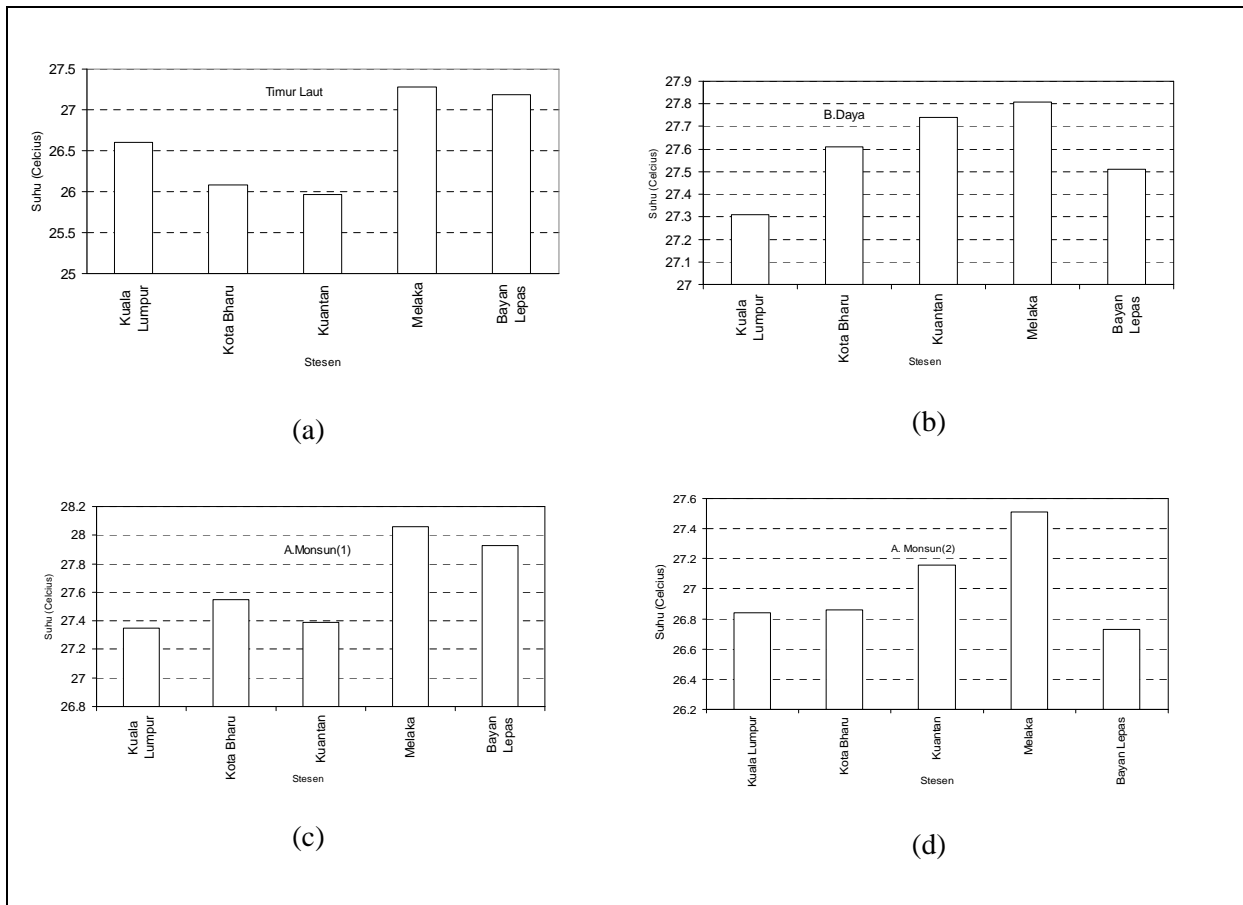 Timur Laut
Suhu (Celcius)
27.5
27
26.5
26
25.5
25
Kuala
Lumpur
Kota Bharu
Kuantan
Melaka
Bayan
Lepas
Stesen
(a)
B.Daya
Suhu (Celcius)
27.9
27.8
27.7
27.6
27.5
27.4
27.3
27.2
27.1
27
Kuala
Lumpur
Kota Bharu
Kuantan
Melaka
Bayan
Lepas
Stesen
(b)
A.Monsun(1)
Suhu (Celcius)
28.2
28
27.8
27.6
27.4
27.2
27
26.8
Kuala
Lumpur
Kota Bharu
Kuantan
Melaka
Bayan
Lepas
Stesen
(c)
A. Monsun(2)
Suhu (Celcius)
27.6
27.4
27.2
27
26.8
26.6
26.4
26.2
Kuala Lumpur
Kota Bharu
Kuantan
Melaka
Bayan Lepas
Stesen
(d)